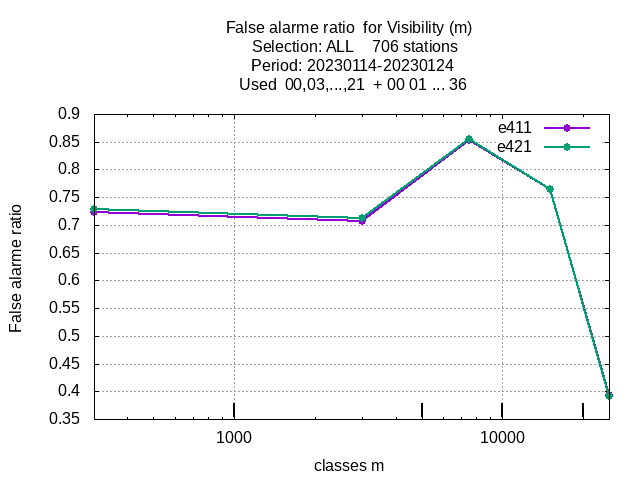 False alarme ratio  for Visibility (m)
Selection: ALL    706 stations
Period: 20230114-20230124
Used  00,03,...,21  + 00 01 ... 36
e411
e421
0.9
0.85
0.8
0.75
0.7
0.65
0.6
0.55
0.5
0.45
0.4
0.35
False alarme ratio
1000
10000
classes m